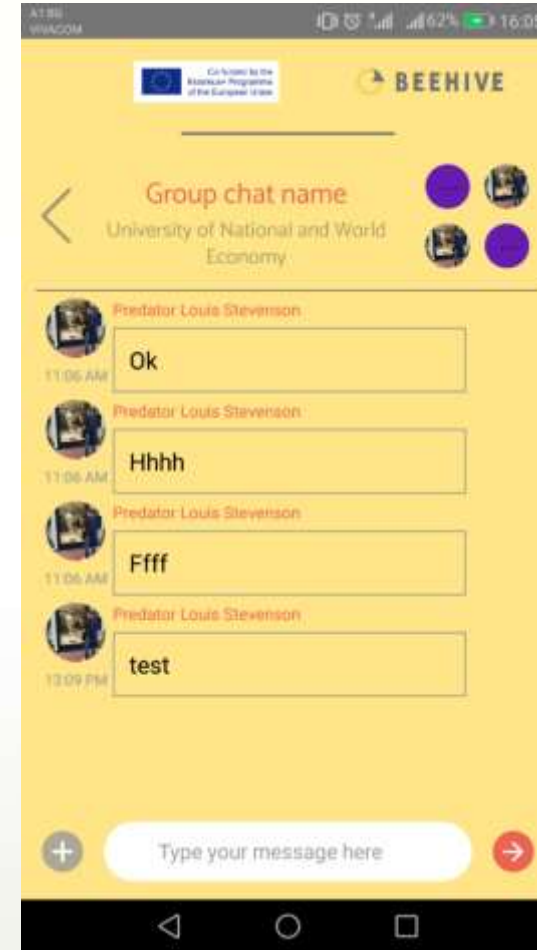 A1 BG
VIVACOM
62% 16:05
Co-funded by the
Erasmus+ Programme
of the European Union
BEEHIVE
Group chat name
University of National and World
Economy
Predator Louis Stevenson
Ok
11:06 AM
Predator Louis Stevenson
Hhhh
11:06 AM
Predator Louis Stevenson
Ffff
11:06 AM
Predator Louis Stevenson
test
13:09 PM
Type your message here